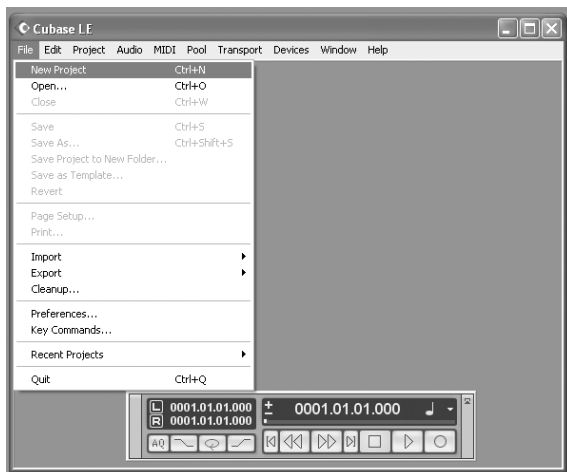 Cubase LE
File Edit Project Audio MIDI Pool Transport Devices Window Help
New Project Ctrl+N
Open... Ctrl+O
Close Ctrl+W
Save Ctrl+S
Save As... Ctrl+Shift+S
Save Project to New Folder...
Save as Template...
Revert
Page Setup...
Print...
Import
Export
Cleanup...
Preferences...
Key Commands...
Recent Projects
Quit Ctrl+Q
L 0001.01.01.000 0001.01.01.000
R 0001.01.01.000
AQ